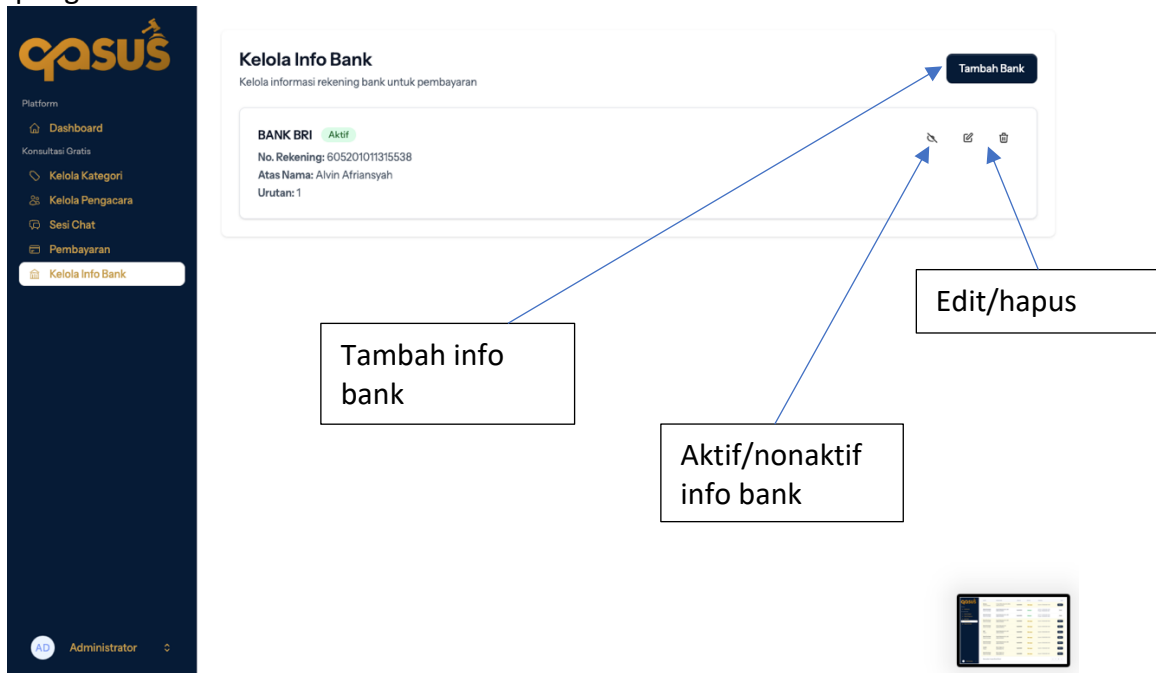 qasus
Platform
Dashboard
Konsultasi Gratis
Kelola Kategori
Kelola Pengacara
Sesi Chat
Pembayaran
Kelola Info Bank
AD Administrator
Kelola Info Bank
Kelola informasi rekening bank untuk pembayaran
Tambah Bank
BANK BRI Aktif
No. Rekening: 605201011315538
Atas Nama: Alvin Afriansyah
Urutan: 1
Edit/hapus
Tambah info
bank
Aktif/nonaktif
info bank
qasus